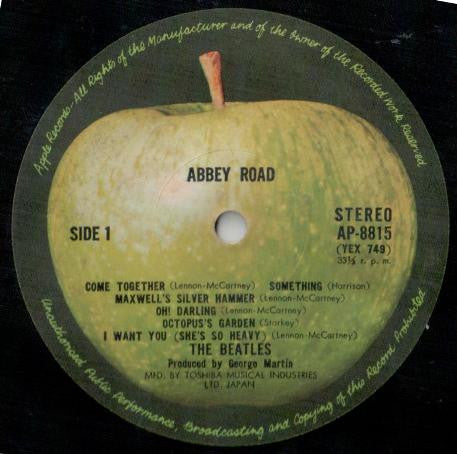 Apple Records-All Rights of the Manufacturer and of the Owner of the Recorded Work Reserved
ABBEY ROAD
SIDE 1
STEREO
AP-8815
(YEX 749)
33⅓ r. p. m.
COME TOGETHER (Lennon-McCartney) SOMETHING (Harrison)
MAXWELL'S SILVER HAMMER (Lennon-McCartney)
OH! DARLING (Lennon-McCartney)
OCTOPUS'S GARDEN (Starkey)
I WANT YOU (SHE'S SO HEAVY) (Lennon-McCartney)
THE BEATLES
Produced by George Martin
MFD. BY TOSHIBA MUSICAL INDUSTRIES
LTD. JAPAN
Unauthorised Public Performance, Broadcasting and Copying of this Record Prohibited